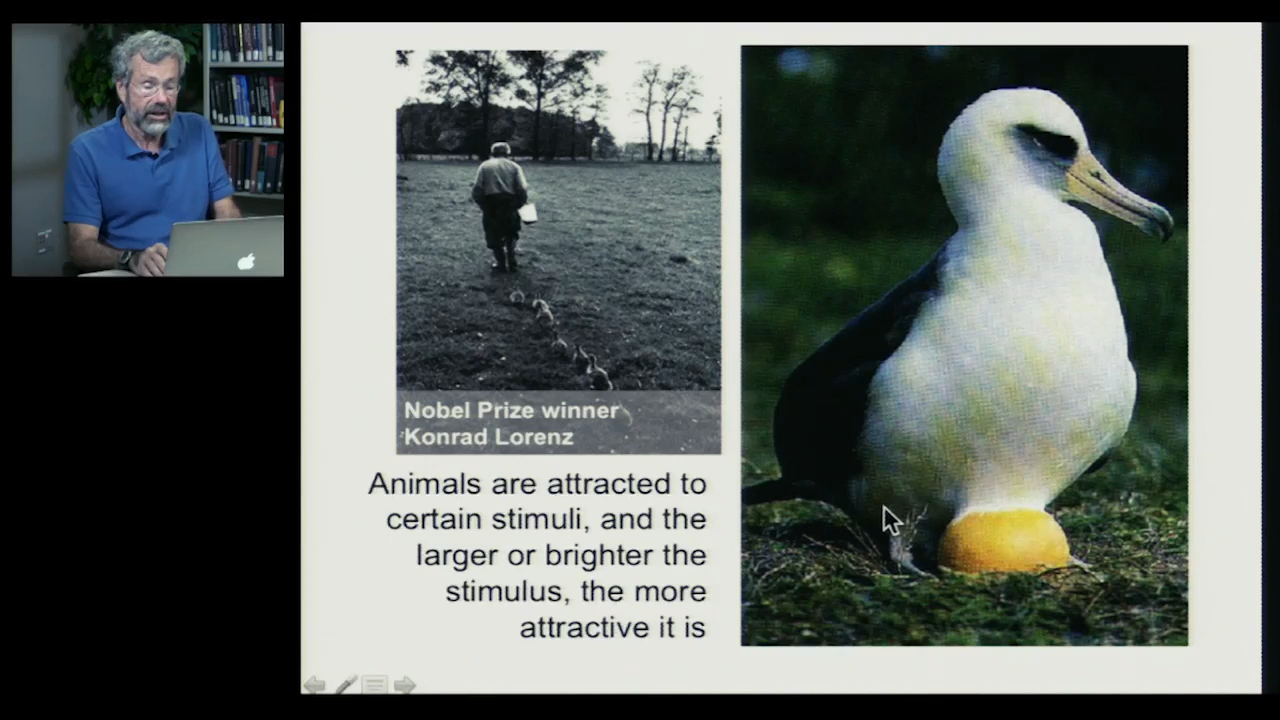 Nobel Prize winner
Konrad Lorenz
Animals are attracted to
certain stimuli, and the
larger or brighter the
stimulus, the more
attractive it is